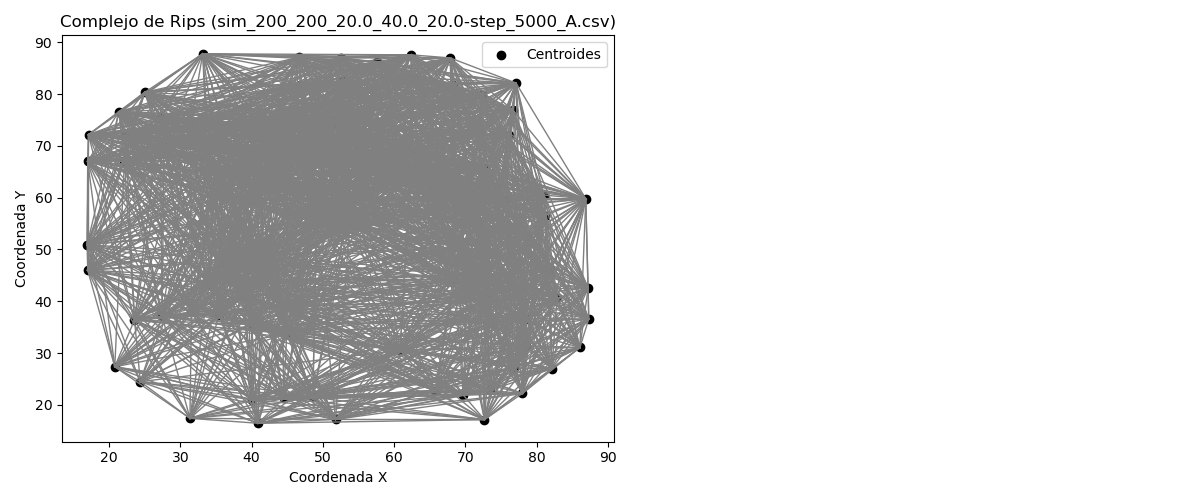 Complejo de Rips (sim_200_200_20.0_40.0_20.0-step_5000_A.csv)
Centroides
Coordenada Y
90
80
70
60
50
40
30
20
20 30 40 50 60 70 80 90
Coordenada X